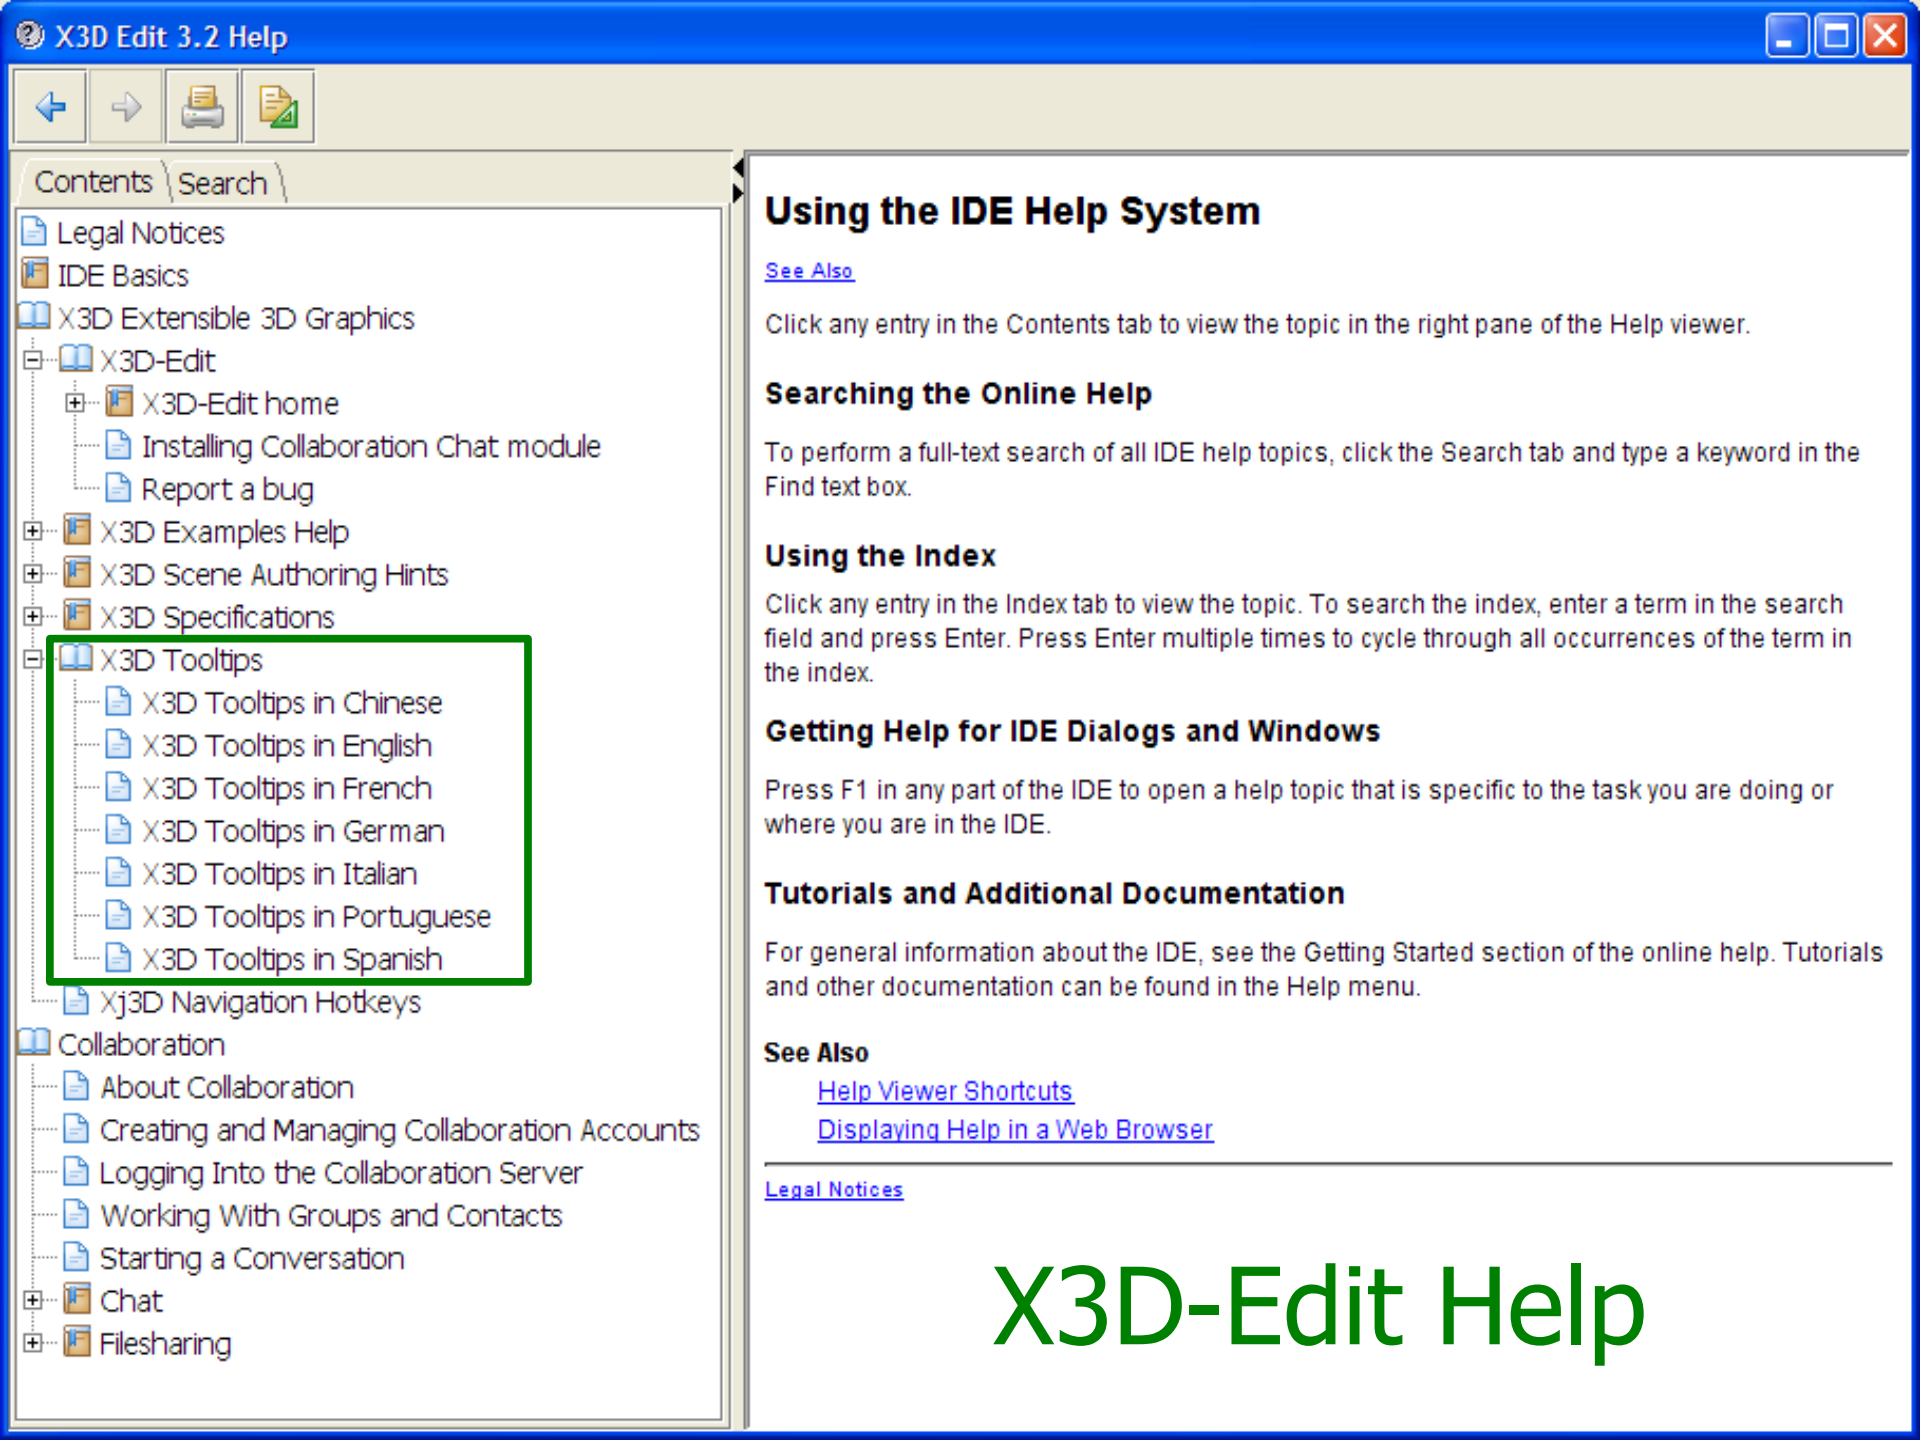 X3D Edit 3.2 Help
Contents
Search
Legal Notices
IDE Basics
X3D Extensible 3D Graphics
X3D-Edit
X3D-Edit home
Installing Collaboration Chat module
Report a bug
X3D Examples Help
X3D Scene Authoring Hints
X3D Specifications
X3D Tooltips
X3D Tooltips in Chinese
X3D Tooltips in English
X3D Tooltips in French
X3D Tooltips in German
X3D Tooltips in Italian
X3D Tooltips in Portuguese
X3D Tooltips in Spanish
Xj3D Navigation Hotkeys
Collaboration
About Collaboration
Creating and Managing Collaboration Accounts
Logging Into the Collaboration Server
Working With Groups and Contacts
Starting a Conversation
Chat
Filesharing
Using the IDE Help System
See Also
Click any entry in the Contents tab to view the topic in the right pane of the Help viewer.
Searching the Online Help
To perform a full-text search of all IDE help topics, click the Search tab and type a keyword in the
Find text box.
Using the Index
Click any entry in the Index tab to view the topic. To search the index, enter a term in the search
field and press Enter. Press Enter multiple times to cycle through all occurrences of the term in
the index.
Getting Help for IDE Dialogs and Windows
Press F1 in any part of the IDE to open a help topic that is specific to the task you are doing or
where you are in the IDE.
Tutorials and Additional Documentation
For general information about the IDE, see the Getting Started section of the online help. Tutorials
and other documentation can be found in the Help menu.
See Also
Help Viewer Shortcuts
Displaying Help in a Web Browser
Legal Notices
X3D-Edit Help